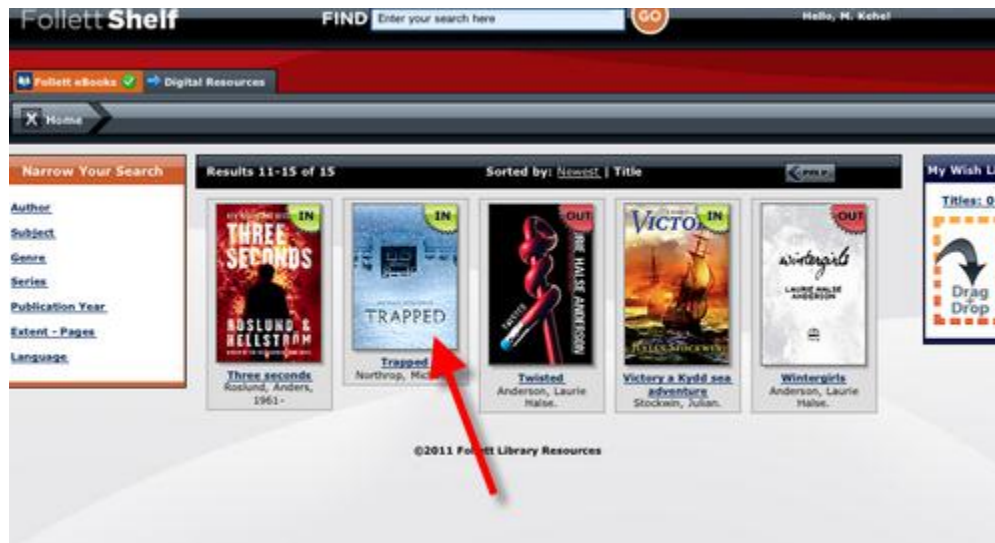 Follett Shelf
FIND Enter your search here GO
Hello, M. Kehel
Follett eBooks Digital Resources
X Home
Narrow Your Search
Author
Subject
Genre
Series
Publication Year
Extent - Pages
Language
Results 11-15 of 15 Sorted by: Newest | Title
IN
THREE
SECONDS
ROSLUND &
HELLSTROM
Three seconds
Roslund, Anders,
1961-
IN
TRAPPED
Trapped
Northrop,
OUT
TWISTED
LAURIE HALSE ANDERSON
Twisted
Anderson, Laurie
Halse.
IN
VICTO
JULIAN STOCKWIN
Victory a Kydd sea
adventure
Stockwin, Julian.
OUT
wintergirls
LAURIE HALSE
ANDERSON
Wintergirls
Anderson, Laurie
Halse.
My Wish L
Titles: 0
Drag
Drop
©2011 Follett Library Resources